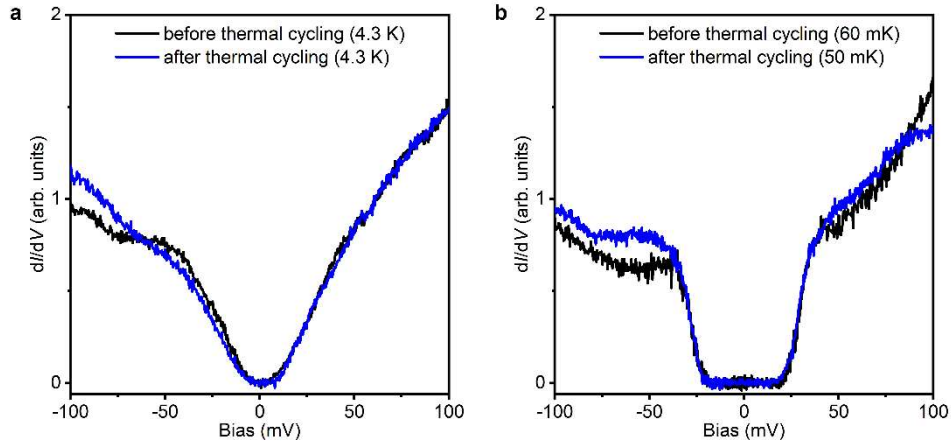 a
before thermal cycling (4.3 K)
after thermal cycling (4.3 K)
2
1
0
dI/dV (arb. units)
-100 -50 0 50 100
Bias (mV)
b
before thermal cycling (60 mK)
after thermal cycling (50 mK)
2
1
0
dI/dV (arb. units)
-100 -50 0 50 100
Bias (mV)